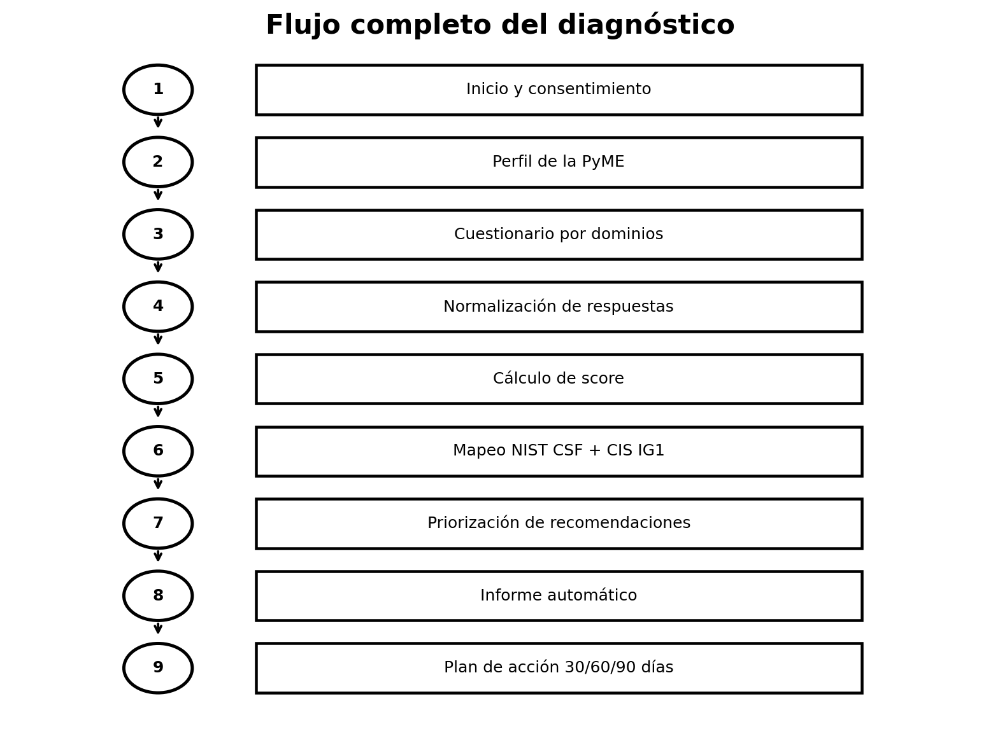 Flujo completo del diagnóstico
1
Inicio y consentimiento
2
Perfil de la PyME
3
Cuestionario por dominios
4
Normalización de respuestas
5
Cálculo de score
6
Mapeo NIST CSF + CIS IG1
7
Priorización de recomendaciones
8
Informe automático
9
Plan de acción 30/60/90 días